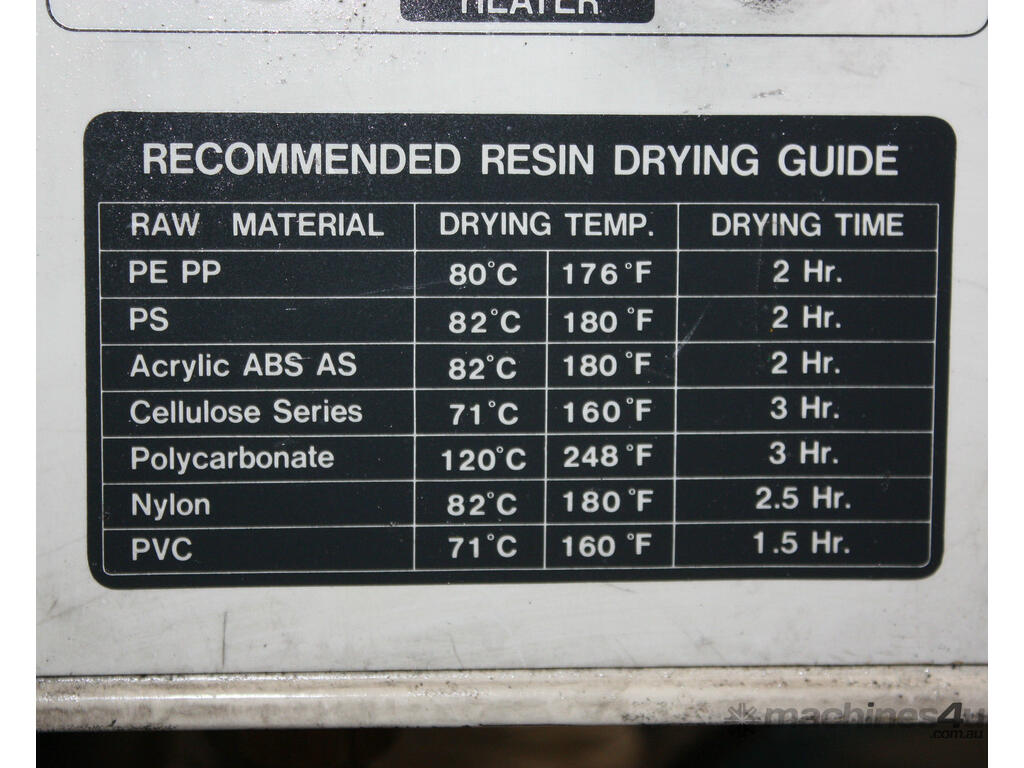 HEATER
RECOMMENDED RESIN DRYING GUIDE
RAW MATERIAL DRYING TEMP. DRYING TIME
PE PP 80°C 176°F 2 Hr.
PS 82°C 180°F 2 Hr.
Acrylic ABS AS 82°C 180°F 2 Hr.
Cellulose Series 71°C 160°F 3 Hr.
Polycarbonate 120°C 248°F 3 Hr.
Nylon 82°C 180°F 2.5 Hr.
PVC 71°C 160°F 1.5 Hr.
machines4u
.com.au